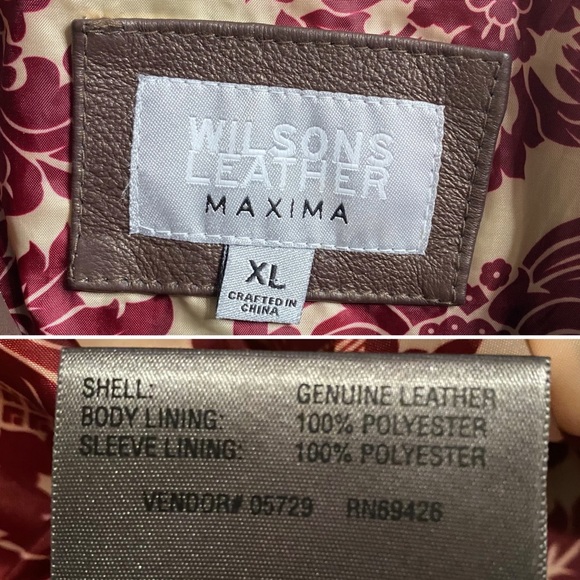 WILSONS
LEATHER
MAXIMA
XL
CRAFTED IN
CHINA
SHELL: GENUINE LEATHER
BODY LINING: 100% POLYESTER
SLEEVE LINING: 100% POLYESTER
VENDOR# 05729 RN69426